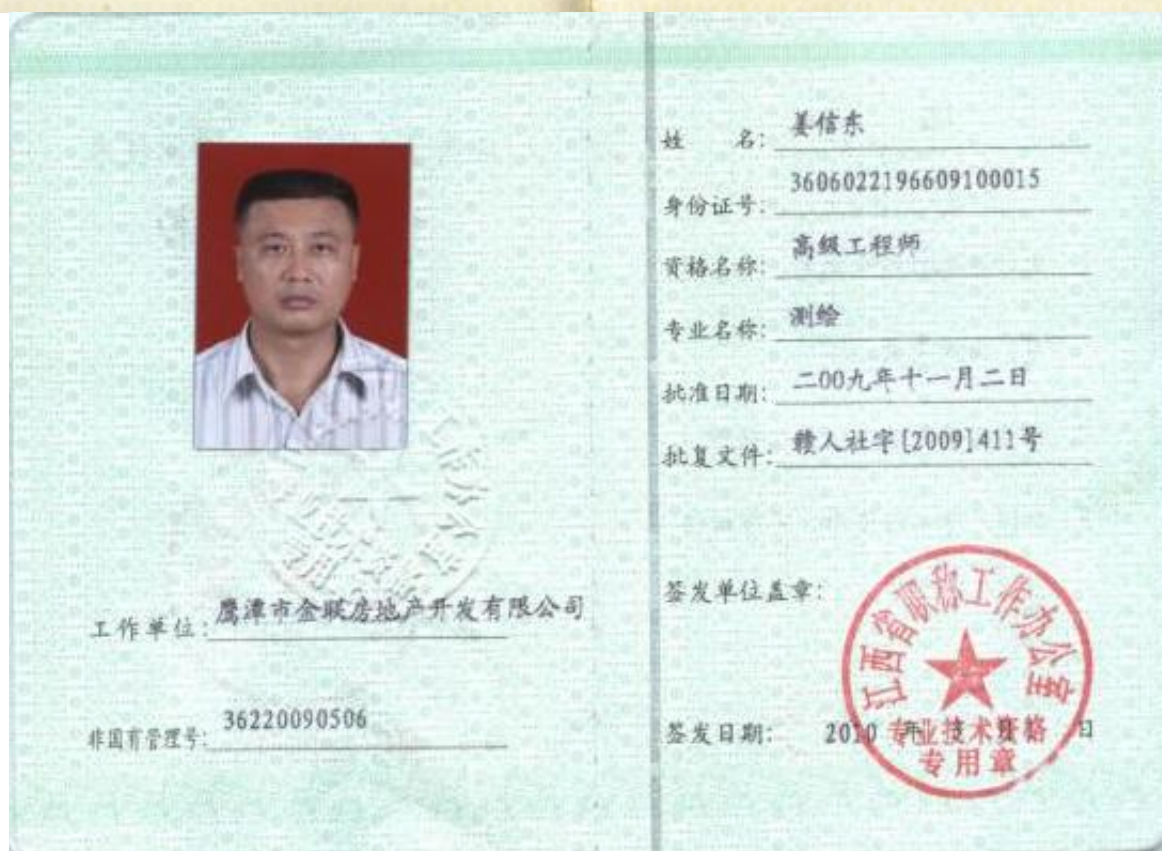 工作单位: 鹰潭市金联房地产开发有限公司
非国有管理号: 36220090506
姓 名: 姜信东
身份证号: 3606022196609100015
资格名称: 高级工程师
专业名称: 测绘
批准日期: 二00九年十一月二日
批复文件: 赣人社字[2009]411号
签发单位盖章:
江西省职称工作办公室
专业技术资格
专用章
签发日期: 2010 年 月 日